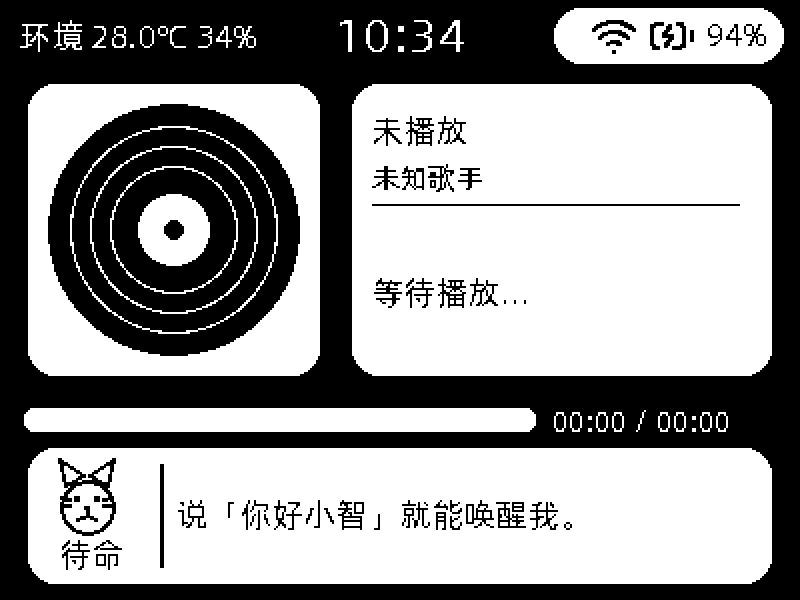 环境 28.0℃ 34%
10:34
94%
未播放
未知歌手
等待播放...
00:00 / 00:00
说「你好小智」就能唤醒我。
待命